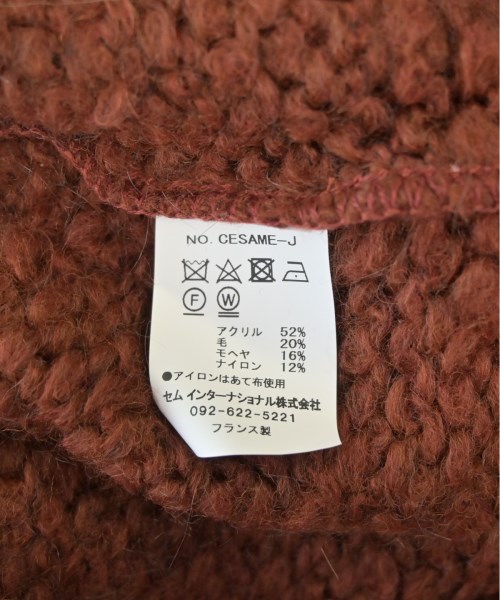 NO. CESAME-J
F W
アクリル 52%
毛 20%
モヘヤ 16%
ナイロン 12%
●アイロンはあて布使用
セム インターナショナル株式会社
092-622-5221
フランス製